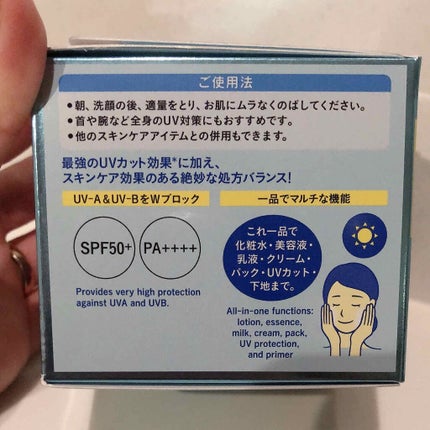 ご使用法
●朝、洗顔の後、適量をとり、お肌にムラなくのばしてください。
●首や腕など全身のUV対策にもおすすめです。
●他のスキンケアアイテムとの併用もできます。
最強のUVカット効果*に加え、
スキンケア効果のある絶妙な処方バランス!
UV-A&UV-BをWブロック
SPF50+
PA++++
Provides very high protection
against UVA and UVB.
一品でマルチな機能
これ一品で
化粧水・美容液・
乳液・クリーム・
パック・UVカット・
下地まで。
All-in-one functions:
lotion, essence,
milk, cream, pack,
UV protection,
and primer